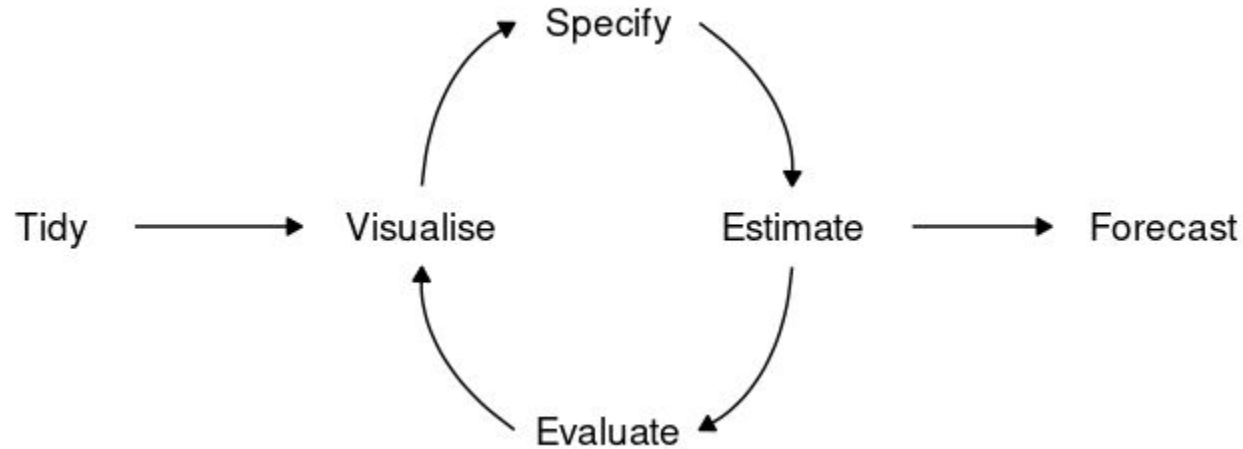 Specify
Tidy
Visualise
Estimate
Forecast
Evaluate